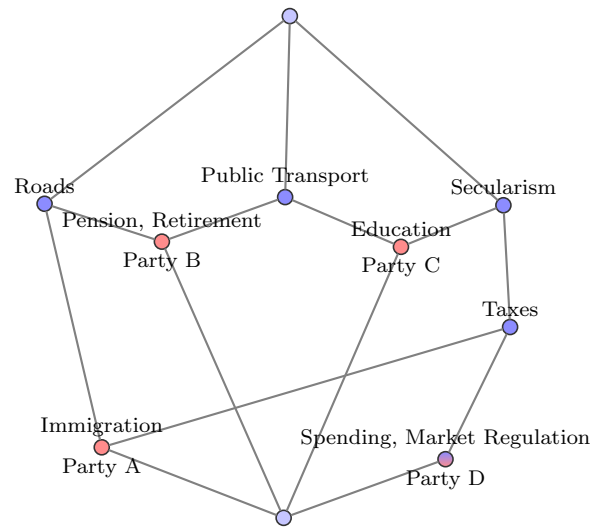 Public Transport
Roads
Secularism
Pension, Retirement
Education
Party B
Party C
Taxes
Immigration
Spending, Market Regulation
Party A
Party D